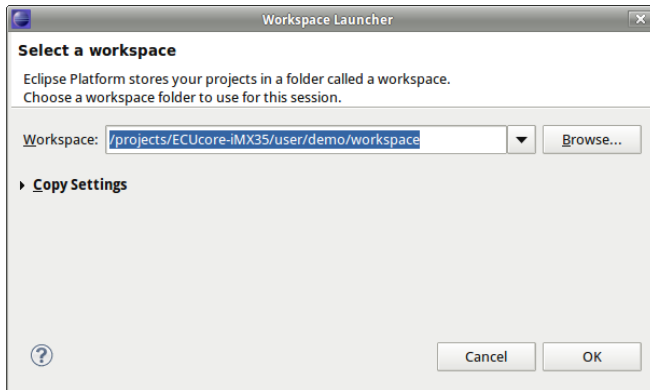 Workspace Launcher
Select a workspace
Eclipse Platform stores your projects in a folder called a workspace.
Choose a workspace folder to use for this session.
Workspace: /projects/ECUcore-iMX35/user/demo/workspace Browse...
Copy Settings
? Cancel OK